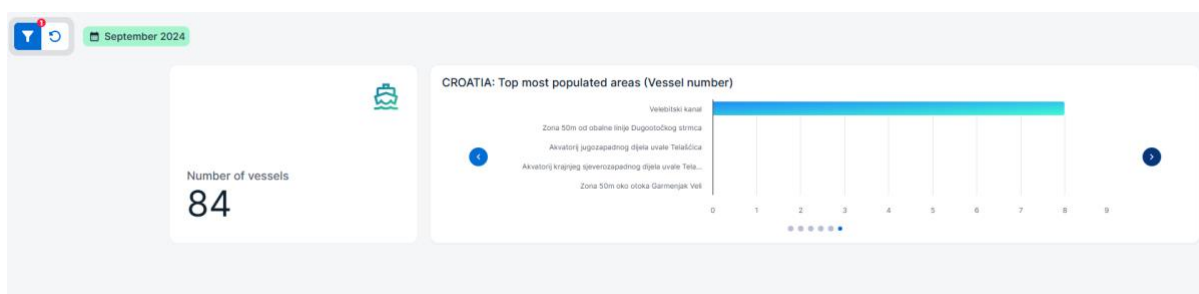 1
September 2024
Number of vessels
84
CROATIA: Top most populated areas (Vessel number)
Velebitski kanal
Zona 50m od obalne linije Dugootočkog strmca
Akvatorij jugozapadnog dijela uvale Telašćica
Akvatorij krajnjeg sjeverozapadnog dijela uvale Tela...
Zona 50m oko otoka Garmenjak Veli
0 1 2 3 4 5 6 7 8 9